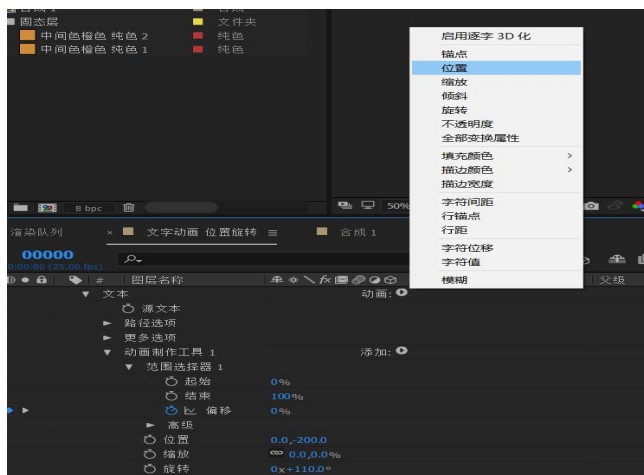 合成 1
固态层
文件夹
中间色橙色 纯色 2
纯色
中间色橙色 纯色 1
纯色
启用逐字 3D 化
锚点
位置
缩放
倾斜
旋转
不透明度
全部变换属性
填充颜色 >
描边颜色 >
描边宽度
字符间距
行锚点
行距
字符位移
字符值
模糊
8 bpc
50%
渲染队列
× 文字动画 位置旋转 ≡
合成 1
00000
0:00:00 (25.00 fps)
# 图层名称
fx
父级
文本
动画:
源文本
路径选项
更多选项
动画制作工具 1
添加:
范围选择器 1
起始
0%
结束
100%
偏移
0%
高级
位置
0.0,-200.0
缩放
0.0,0.0%
旋转
0x+110.0°